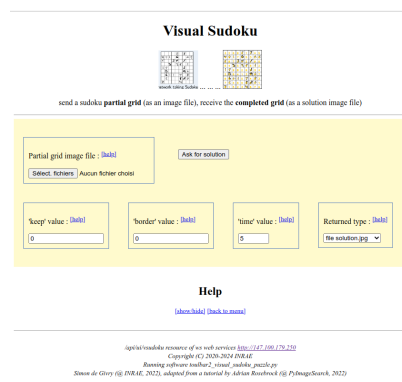 Visual Sudoku
... ... ...
send a sudoku partial grid (as an image file), receive the completed grid (as a solution image file)
Partial grid image file : [help]
Ask for solution
Sélect. fichiers Aucun fichier choisi
'keep' value : [help] 'border' value : [help] 'time' value : [help] Returned type : [help]
0 0 5 file solution.jpg
Help
[show/hide] [back to menu]
/api/ui/vsudoku resource of ws web services http://147.100.179.250
Copyright (C) 2020-2024 INRAE
Running software toulbar2_visual_sudoku_puzzle.py
Simon de Givry (@ INRAE, 2022), adapted from a tutorial by Adrian Rosebrock (@ PyImageSearch, 2022)